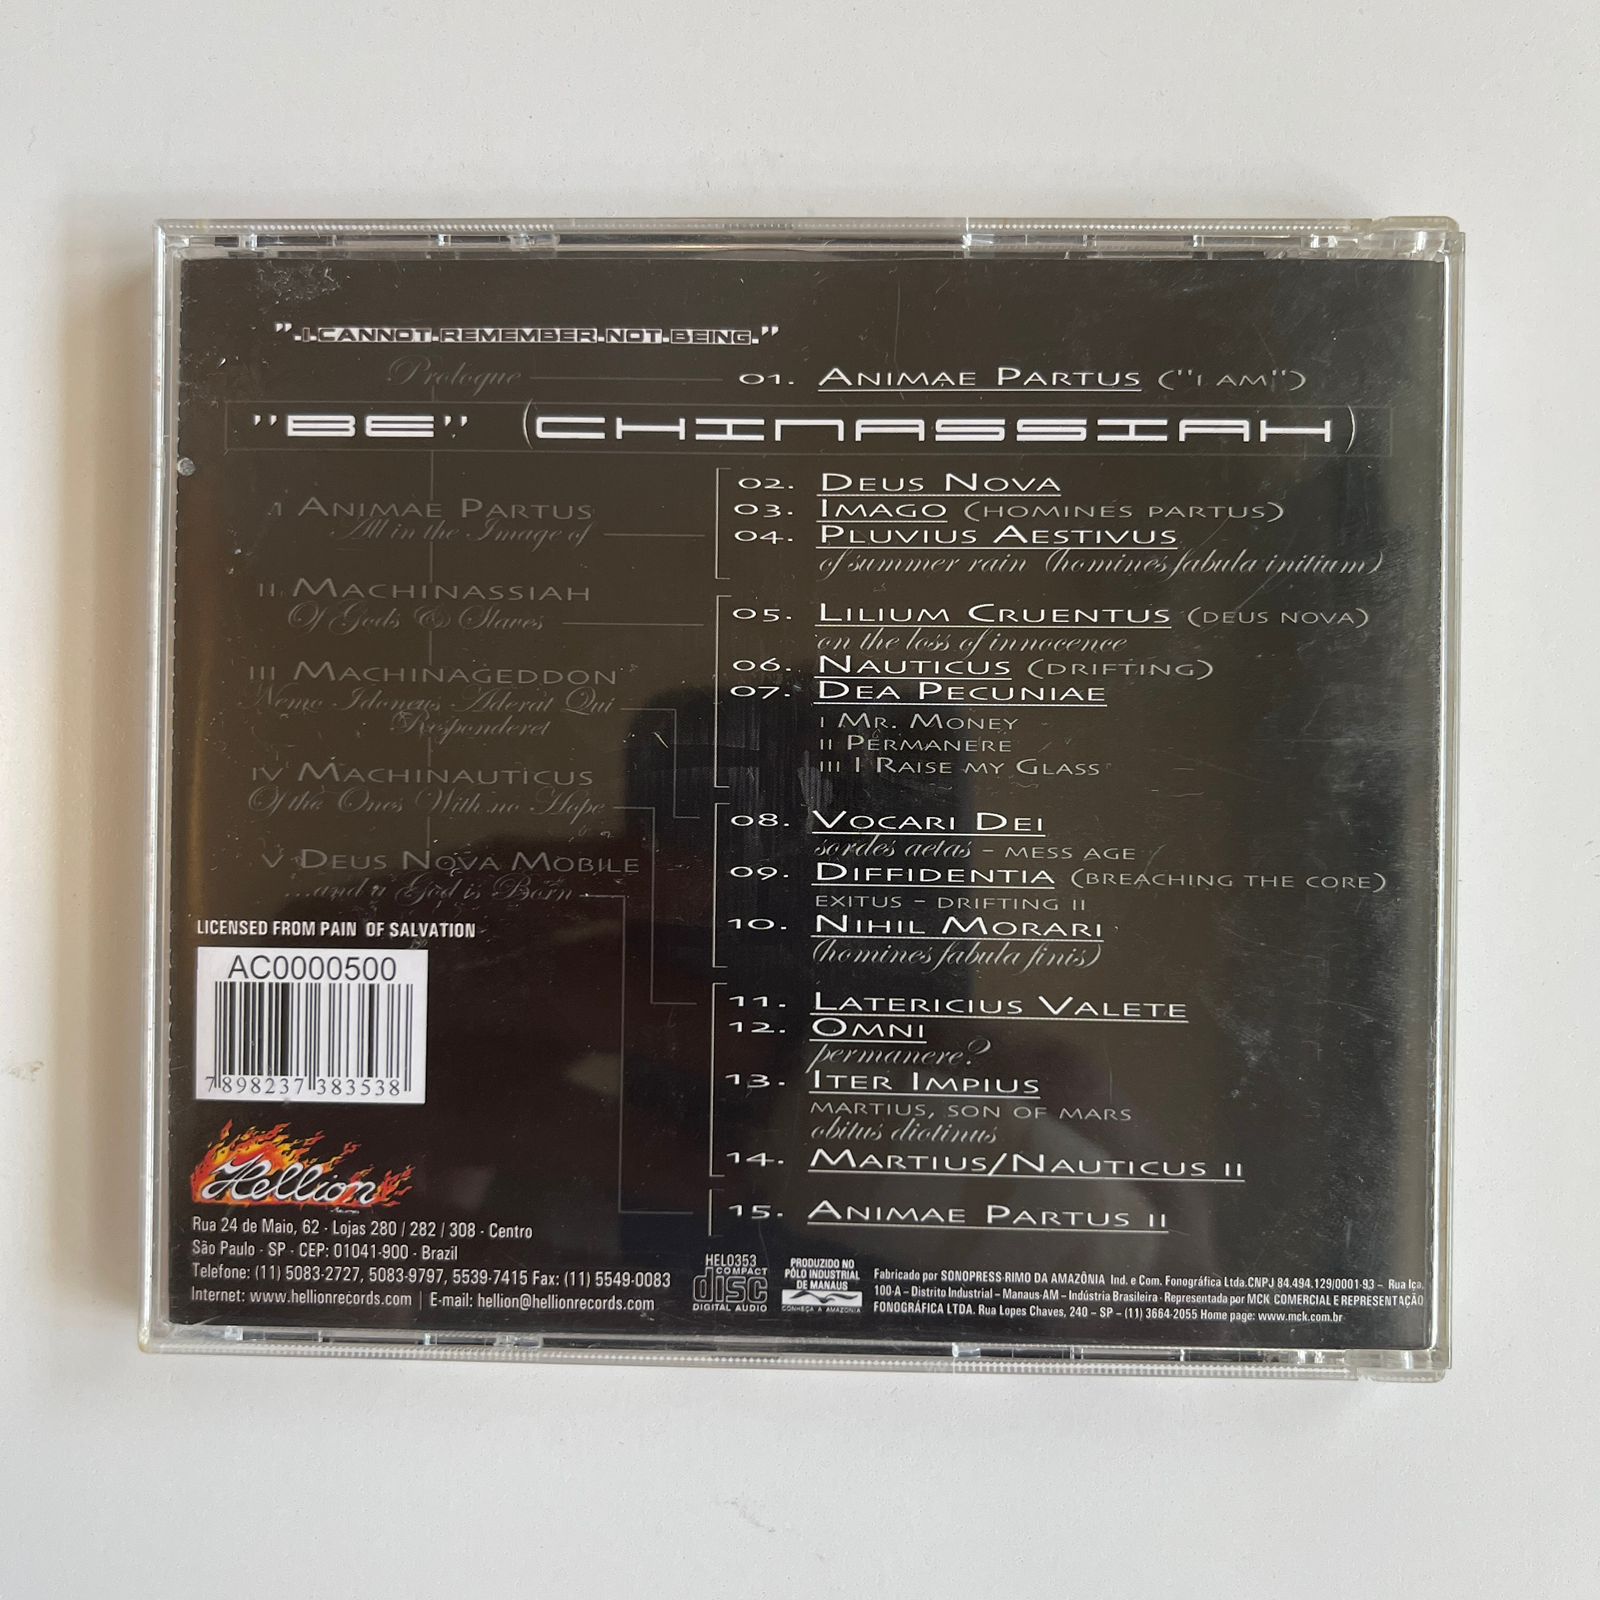 ".I.CANNOT.REMEMBER.NOT.BEING."
Prologue
01. ANIMAE PARTUS ("I AM")
"BE" (CHINASSIAH)
I ANIMAE PARTUS
All in the Image of
02. DEUS NOVA
03. IMAGO (HOMINES PARTUS)
04. PLUVIUS AESTIVUS
of summer rain (homines fabula initium)
II MACHINASSIAH
Of Gods & Slaves
05. LILIUM CRUENTUS (DEUS NOVA)
on the loss of innocence
06. NAUTICUS (DRIFTING)
07. DEA PECUNIAE
I MR. MONEY
II PERMANERE
III I RAISE MY GLASS
III MACHINAGEDDON
Nemo Idoneus Aderat Qui
Responderet
08. VOCARI DEI
sordes aetas – MESS AGE
09. DIFFIDENTIA (BREACHING THE CORE)
EXITUS – DRIFTING II
10. NIHIL MORARI
(homines fabula finis)
IV MACHINAUTICUS
Of the Ones With no Hope
11. LATERICIUS VALETE
12. OMNI
permanere?
13. ITER IMPIUS
MARTIUS, SON OF MARS
obitus diutinus
14. MARTIUS/NAUTICUS II
V DEUS NOVA MOBILE
...and a God is Born
15. ANIMAE PARTUS II
LICENSED FROM PAIN OF SALVATION
AC0000500
7 898237 383538
Hellion
Rua 24 de Maio, 62 - Lojas 280 / 282 / 308 - Centro
São Paulo - SP - CEP: 01041-900 - Brazil
Telefone: (11) 5083-2727, 5083-9797, 5539-7415 Fax: (11) 5549-0083
Internet: www.hellionrecords.com | E-mail: hellion@hellionrecords.com
HEL0353
COMPACT
disc
DIGITAL AUDIO
PRODUZIDO NO
PÓLO INDUSTRIAL
DE MANAUS
CONHEÇA A AMAZÔNIA
Fabricado por SONOPRESS-RIMO DA AMAZÔNIA Ind. e Com. Fonográfica Ltda.CNPJ 84.494.129/0001-93 – Rua Iça,
100-A – Distrito Industrial – Manaus-AM – Indústria Brasileira - Representada por MCK COMERCIAL E REPRESENTAÇÃO
FONOGRÁFICA LTDA. Rua Lopes Chaves, 240 – SP – (11) 3664-2055 Home page: www.mck.com.br